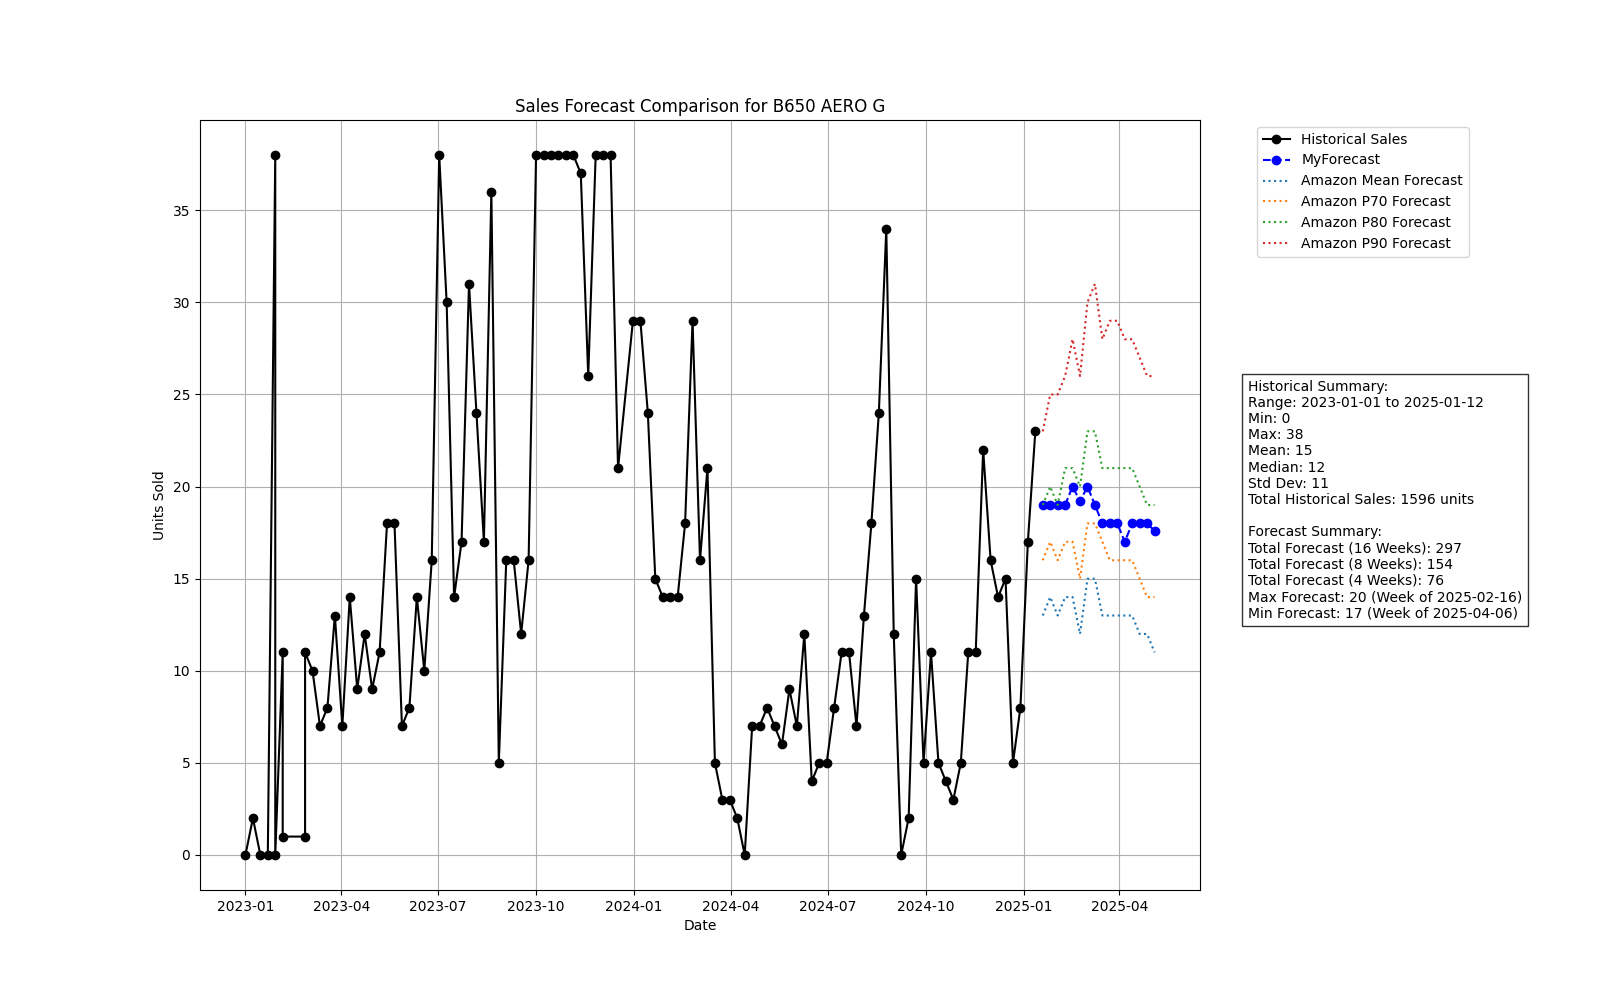 Sales Forecast Comparison for B650 AERO G
Historical Sales
MyForecast
Amazon Mean Forecast
Amazon P70 Forecast
Amazon P80 Forecast
Amazon P90 Forecast
Units Sold
35
30
25
20
15
10
5
0
2023-01
2023-04
2023-07
2023-10
2024-01
2024-04
2024-07
2024-10
2025-01
2025-04
Date
Historical Summary:
Range: 2023-01-01 to 2025-01-12
Min: 0
Max: 38
Mean: 15
Median: 12
Std Dev: 11
Total Historical Sales: 1596 units
Forecast Summary:
Total Forecast (16 Weeks): 297
Total Forecast (8 Weeks): 154
Total Forecast (4 Weeks): 76
Max Forecast: 20 (Week of 2025-02-16)
Min Forecast: 17 (Week of 2025-04-06)